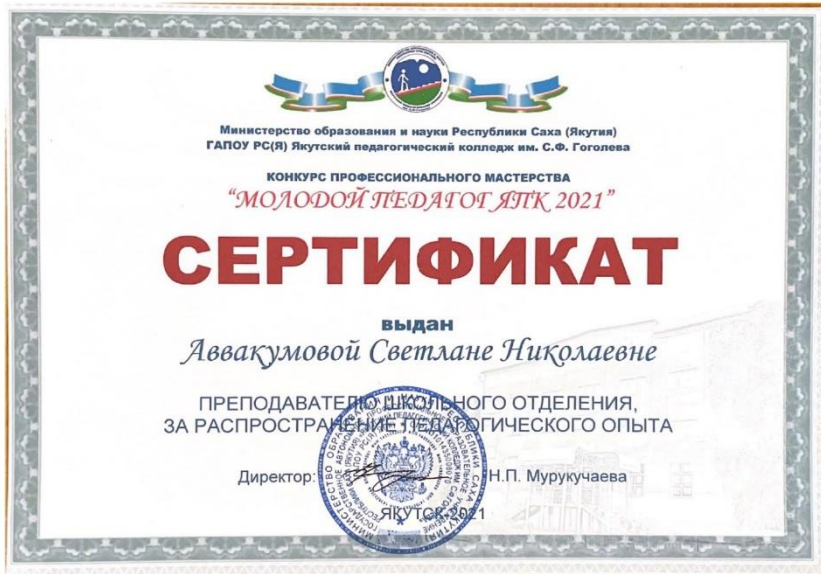 Министерство образования и науки Республики Саха (Якутия)
ГАПОУ РС(Я) Якутский педагогический колледж им. С.Ф. Гоголева
КОНКУРС ПРОФЕССИОНАЛЬНОГО МАСТЕРСТВА
“МОЛОДОЙ ПЕДАГОГ ЯПК 2021”
СЕРТИФИКАТ
выдан
Аввакумовой Светлане Николаевне
ПРЕПОДАВАТЕЛЮ ШКОЛЬНОГО ОТДЕЛЕНИЯ,
ЗА РАСПРОСТРАНЕНИЕ ПЕДАГОГИЧЕСКОГО ОПЫТА
Директор: Н.П. Мурукучаева
ЯКУТСК-2021